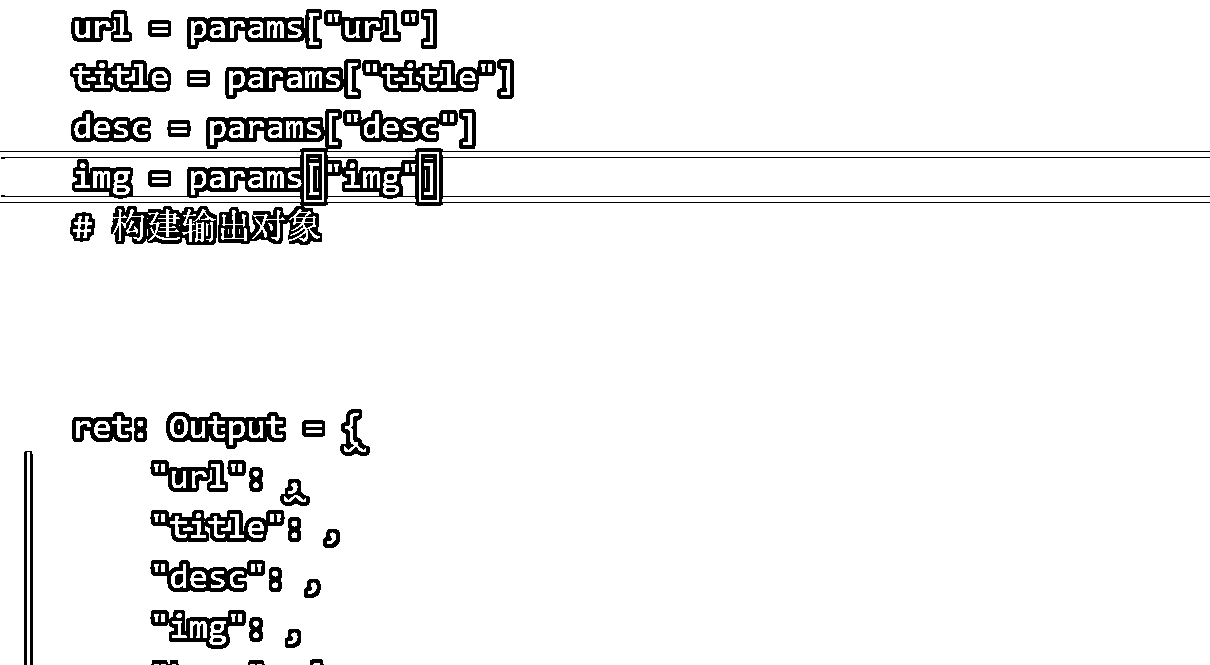 url = params["url"]
title = params["title"]
desc = params["desc"]
img = params["img"]
# 构建输出对象
ret: Output = {
"url": ,
"title": ,
"desc": ,
"img": ,